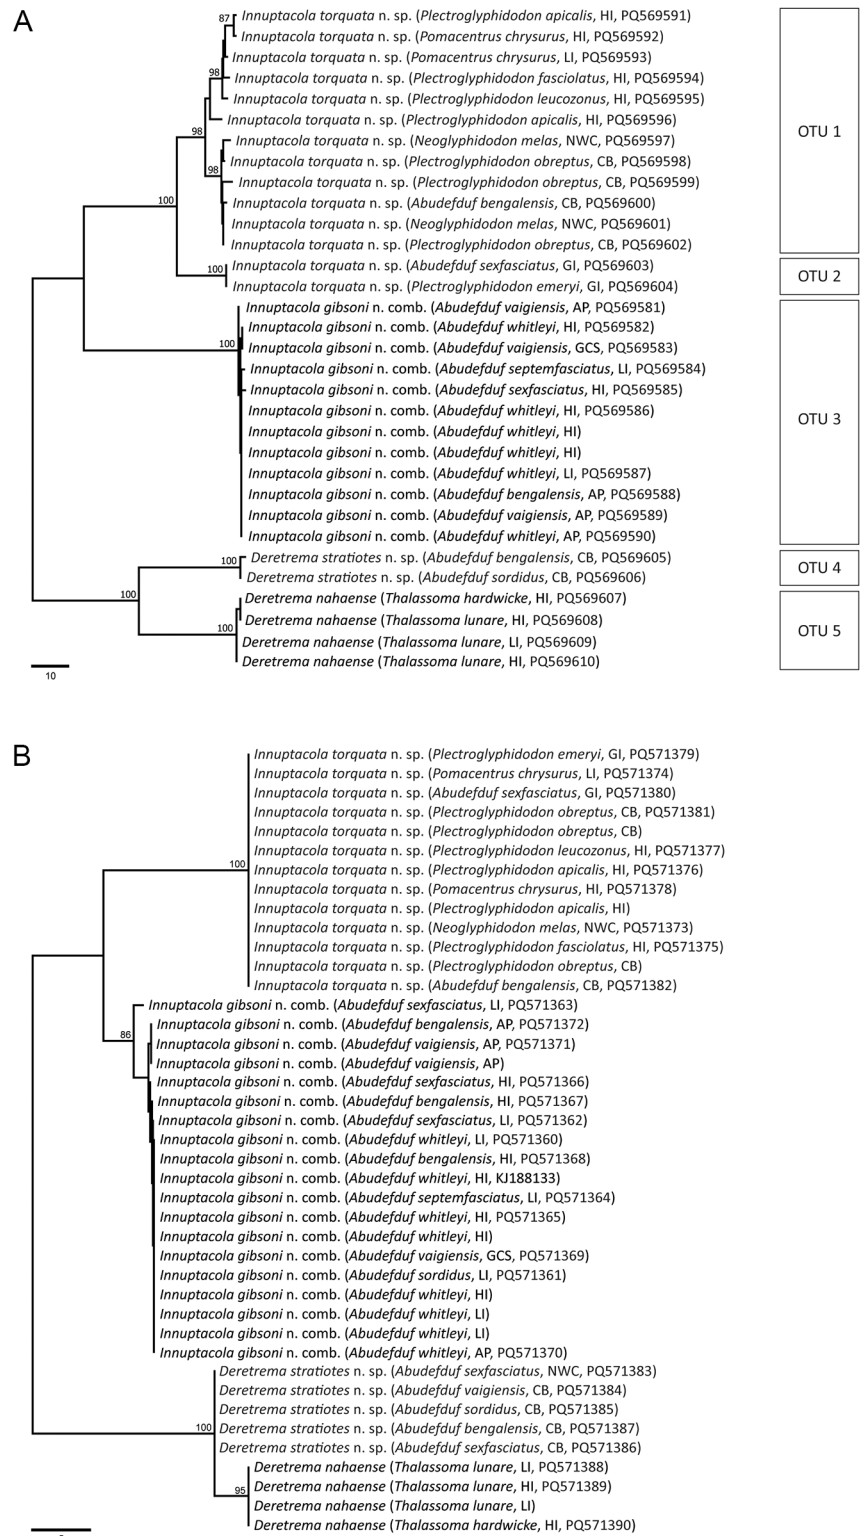 A
87
Innuptacola torquata n. sp. (Plectroglyphidodon apicalis, HI, PQ569591)
Innuptacola torquata n. sp. (Pomacentrus chrysurus, HI, PQ569592)
Innuptacola torquata n. sp. (Pomacentrus chrysurus, LI, PQ569593)
98
Innuptacola torquata n. sp. (Plectroglyphidodon fasciolatus, HI, PQ569594)
Innuptacola torquata n. sp. (Plectroglyphidodon leucozonus, HI, PQ569595)
Innuptacola torquata n. sp. (Plectroglyphidodon apicalis, HI, PQ569596)
98
OTU 1
Innuptacola torquata n. sp. (Neoglyphidodon melas, NWC, PQ569597)
Innuptacola torquata n. sp. (Plectroglyphidodon obreptus, CB, PQ569598)
98
Innuptacola torquata n. sp. (Plectroglyphidodon obreptus, CB, PQ569599)
100
Innuptacola torquata n. sp. (Abudefduf bengalensis, CB, PQ569600)
Innuptacola torquata n. sp. (Neoglyphidodon melas, NWC, PQ569601)
Innuptacola torquata n. sp. (Plectroglyphidodon obreptus, CB, PQ569602)
Innuptacola torquata n. sp. (Abudefduf sexfasciatus, GI, PQ569603)
100
OTU 2
Innuptacola torquata n. sp. (Plectroglyphidodon emeryi, GI, PQ569604)
Innuptacola gibsoni n. comb. (Abudefduf vaigiensis, AP, PQ569581)
Innuptacola gibsoni n. comb. (Abudefduf whitleyi, HI, PQ569582)
100
Innuptacola gibsoni n. comb. (Abudefduf vaigiensis, GCS, PQ569583)
Innuptacola gibsoni n. comb. (Abudefduf septemfasciatus, LI, PQ569584)
Innuptacola gibsoni n. comb. (Abudefduf sexfasciatus, HI, PQ569585)
Innuptacola gibsoni n. comb. (Abudefduf whitleyi, HI, PQ569586)
OTU 3
Innuptacola gibsoni n. comb. (Abudefduf whitleyi, HI)
Innuptacola gibsoni n. comb. (Abudefduf whitleyi, HI)
Innuptacola gibsoni n. comb. (Abudefduf whitleyi, LI, PQ569587)
Innuptacola gibsoni n. comb. (Abudefduf bengalensis, AP, PQ569588)
Innuptacola gibsoni n. comb. (Abudefduf vaigiensis, AP, PQ569589)
Innuptacola gibsoni n. comb. (Abudefduf whitleyi, AP, PQ569590)
Deretrema stratiotes n. sp. (Abudefduf bengalensis, CB, PQ569605)
100
OTU 4
Deretrema stratiotes n. sp. (Abudefduf sordidus, CB, PQ569606)
100
Deretrema nahaense (Thalassoma hardwicke, HI, PQ569607)
Deretrema nahaense (Thalassoma lunare, HI, PQ569608)
100
OTU 5
Deretrema nahaense (Thalassoma lunare, LI, PQ569609)
Deretrema nahaense (Thalassoma lunare, HI, PQ569610)
10
B
Innuptacola torquata n. sp. (Plectroglyphidodon emeryi, GI, PQ571379)
Innuptacola torquata n. sp. (Pomacentrus chrysurus, LI, PQ571374)
Innuptacola torquata n. sp. (Abudefduf sexfasciatus, GI, PQ571380)
Innuptacola torquata n. sp. (Plectroglyphidodon obreptus, CB, PQ571381)
Innuptacola torquata n. sp. (Plectroglyphidodon obreptus, CB)
Innuptacola torquata n. sp. (Plectroglyphidodon leucozonus, HI, PQ571377)
100
Innuptacola torquata n. sp. (Plectroglyphidodon apicalis, HI, PQ571376)
Innuptacola torquata n. sp. (Pomacentrus chrysurus, HI, PQ571378)
Innuptacola torquata n. sp. (Plectroglyphidodon apicalis, HI)
Innuptacola torquata n. sp. (Neoglyphidodon melas, NWC, PQ571373)
Innuptacola torquata n. sp. (Plectroglyphidodon fasciolatus, HI, PQ571375)
Innuptacola torquata n. sp. (Plectroglyphidodon obreptus, CB)
Innuptacola torquata n. sp. (Abudefduf bengalensis, CB, PQ571382)
Innuptacola gibsoni n. comb. (Abudefduf sexfasciatus, LI, PQ571363)
Innuptacola gibsoni n. comb. (Abudefduf bengalensis, AP, PQ571372)
86
Innuptacola gibsoni n. comb. (Abudefduf vaigiensis, AP, PQ571371)
Innuptacola gibsoni n. comb. (Abudefduf vaigiensis, AP)
Innuptacola gibsoni n. comb. (Abudefduf sexfasciatus, HI, PQ571366)
Innuptacola gibsoni n. comb. (Abudefduf bengalensis, HI, PQ571367)
Innuptacola gibsoni n. comb. (Abudefduf sexfasciatus, LI, PQ571362)
Innuptacola gibsoni n. comb. (Abudefduf whitleyi, LI, PQ571360)
Innuptacola gibsoni n. comb. (Abudefduf bengalensis, HI, PQ571368)
Innuptacola gibsoni n. comb. (Abudefduf whitleyi, HI, KJ188133)
Innuptacola gibsoni n. comb. (Abudefduf septemfasciatus, LI, PQ571364)
Innuptacola gibsoni n. comb. (Abudefduf whitleyi, HI, PQ571365)
Innuptacola gibsoni n. comb. (Abudefduf whitleyi, HI)
Innuptacola gibsoni n. comb. (Abudefduf vaigiensis, GCS, PQ571369)
Innuptacola gibsoni n. comb. (Abudefduf sordidus, LI, PQ571361)
Innuptacola gibsoni n. comb. (Abudefduf whitleyi, HI)
Innuptacola gibsoni n. comb. (Abudefduf whitleyi, LI)
Innuptacola gibsoni n. comb. (Abudefduf whitleyi, LI)
Innuptacola gibsoni n. comb. (Abudefduf whitleyi, AP, PQ571370)
Deretrema stratiotes n. sp. (Abudefduf sexfasciatus, NWC, PQ571383)
Deretrema stratiotes n. sp. (Abudefduf vaigiensis, CB, PQ571384)
Deretrema stratiotes n. sp. (Abudefduf sordidus, CB, PQ571385)
100
Deretrema stratiotes n. sp. (Abudefduf bengalensis, CB, PQ571387)
Deretrema stratiotes n. sp. (Abudefduf sexfasciatus, CB, PQ571386)
Deretrema nahaense (Thalassoma lunare, LI, PQ571388)
95
Deretrema nahaense (Thalassoma lunare, HI, PQ571389)
Deretrema nahaense (Thalassoma lunare, LI)
Deretrema nahaense (Thalassoma hardwicke, HI, PQ571390)